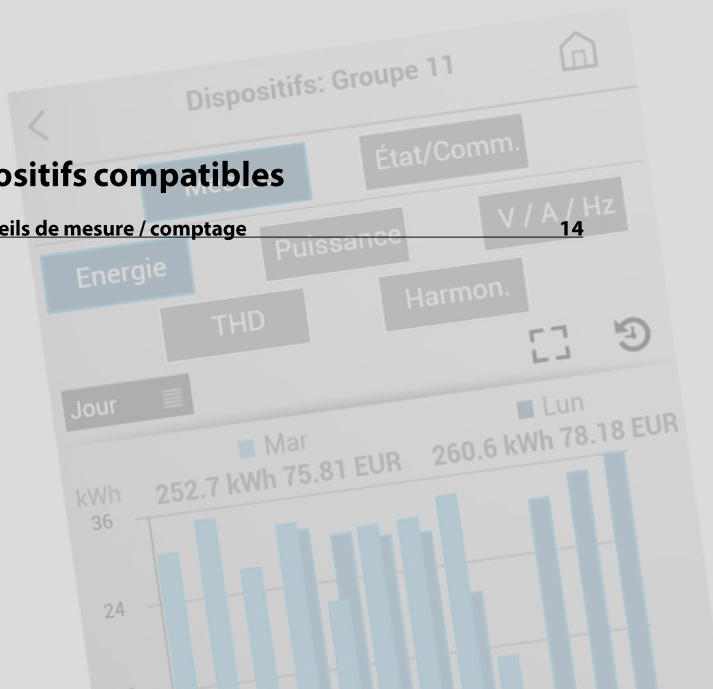 Dispositifs: Groupe 11
État/Comm.
ositifs compatibles
V / A / Hz
eils de mesure / comptage 14
Puissance
Energie
Harmon.
THD
Jour
Mar
Lun
252.7 kWh 75.81 EUR
260.6 kWh 78.18 EUR
kWh
36
24